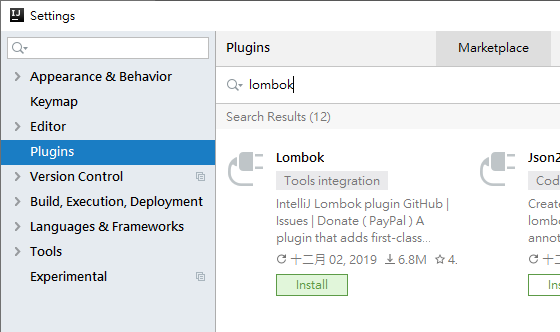 Settings
Plugins
Marketplace
Appearance & Behavior
Keymap
Editor
Plugins
Version Control
Build, Execution, Deployment
Languages & Frameworks
Tools
Experimental
lombok
Search Results (12)
Lombok
Tools integration
IntelliJ Lombok plugin GitHub |
Issues | Donate ( PayPal ) A
plugin that adds first-class...
十二月 02, 2019 6.8M 4.
Install
Json2
Cod
Create
lombo
annot
Ins